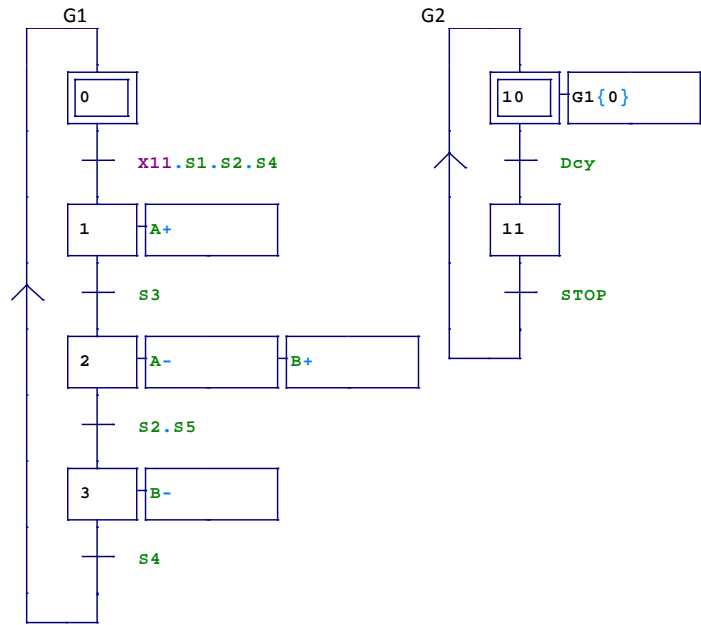 G1
0
X11.S1.S2.S4
1 A+
S3
2 A- B+
S2.S5
3 B-
S4
G2
10 G1{0}
Dcy
11
STOP